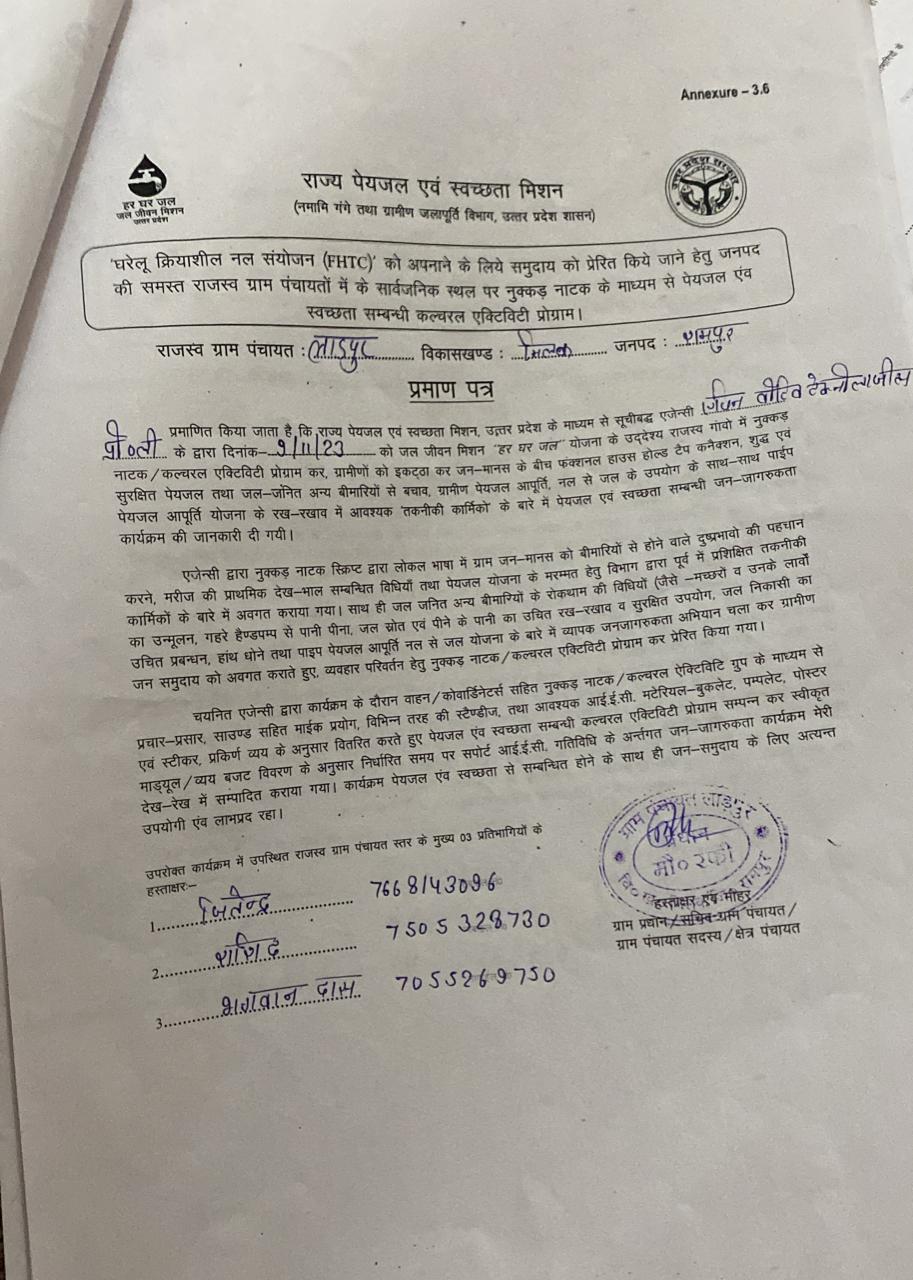 Annexure – 3.6
हर घर जल
जल जीवन मिशन
उत्तर प्रदेश
राज्य पेयजल एवं स्वच्छता मिशन
(नमामि गंगे तथा ग्रामीण जलापूर्ति विभाग, उत्तर प्रदेश शासन)
उत्तर प्रदेश सरकार
'घरेलू क्रियाशील नल संयोजन (FHTC)' को अपनाने के लिये समुदाय को प्रेरित किये जाने हेतु जनपद
की समस्त राजस्व ग्राम पंचायतों में के सार्वजनिक स्थल पर नुक्कड़ नाटक के माध्यम से पेयजल एंव
स्वच्छता सम्बन्धी कल्चरल एक्टिविटी प्रोग्राम।
राजस्व ग्राम पंचायत : लाडपुर विकासखण्ड : मिलक जनपद : रामपुर
प्रमाण पत्र
प्रमाणित किया जाता है कि राज्य पेयजल एवं स्वच्छता मिशन, उत्तर प्रदेश के माध्यम से सूचीबद्ध एजेन्सी टेक्नोलाजीस
प्रा०ली के द्वारा दिनांक– 9/11/23 को जल जीवन मिशन "हर घर जल" योजना के उद्देश्य राजस्व गांवो में नुक्कड़
नाटक/कल्चरल एक्टिविटी प्रोग्राम कर, ग्रामीणों को इकट्ठा कर जन–मानस के बीच फंक्शनल हाउस होल्ड टैप कनैक्शन, शुद्ध एवं
सुरक्षित पेयजल तथा जल–जनित अन्य बीमारियों से बचाव, ग्रामीण पेयजल आपूर्ति, नल से जल के उपयोग के साथ–साथ पाईप
पेयजल आपूर्ति योजना के रख–रखाव में आवश्यक 'तकनीकी कार्मिको' के बारे में पेयजल एवं स्वच्छता सम्बन्धी जन–जागरुकता
कार्यक्रम की जानकारी दी गयी।
एजेन्सी द्वारा नुक्कड़ नाटक स्क्रिप्ट द्वारा लोकल भाषा में ग्राम जन–मानस को बीमारियों से होने वाले दुष्प्रभावो की पहचान
करने, मरीज की प्राथमिक देख–भाल सम्बन्धित विधियाँ तथा पेयजल योजना के मरम्मत हेतु विभाग द्वारा पूर्व में प्रशिक्षित तकनीकी
कार्मिकों के बारे में अवगत कराया गया। साथ ही जल जनित अन्य बीमारियों के रोकथाम की विधियों (जैसे –मच्छरों व उनके लार्वो
का उन्मूलन, गहरे हैण्डपम्प से पानी पीना, जल स्रोत एवं पीने के पानी का उचित रख–रखाव व सुरक्षित उपयोग, जल निकासी का
उचित प्रबन्धन, हांथ धोने तथा पाइप पेयजल आपूर्ति नल से जल योजना के बारे में व्यापक जनजागरुकता अभियान चला कर ग्रामीण
जन समुदाय को अवगत कराते हुए, व्यवहार परिवर्तन हेतु नुक्कड़ नाटक/कल्चरल एक्टिविटी प्रोग्राम कर प्रेरित किया गया।
चयनित एजेन्सी द्वारा कार्यक्रम के दौरान वाहन/कोवार्डिनेटर्स सहित नुक्कड़ नाटक/कल्चरल ऐक्टिविटि ग्रुप के माध्यम से
प्रचार–प्रसार, साउण्ड सहित माईक प्रयोग, विभिन्न तरह की स्टैण्डीज, तथा आवश्यक आई.ई.सी. मटेरियल–बुकलेट, पम्पलेट, पोस्टर
एवं स्टीकर, प्रकिर्ण व्यय के अनुसार वितरित करते हुए पेयजल एंव स्वच्छता सम्बन्धी कल्चरल एक्टिविटी प्रोग्राम सम्पन्न कर स्वीकृत
माड्यूल/व्यय बजट विवरण के अनुसार निर्धारित समय पर सपोर्ट आई.ई.सी. गतिविधि के अर्न्तगत जन–जागरुकता कार्यक्रम मेरी
देख–रेख में सम्पादित कराया गया। कार्यक्रम पेयजल एंव स्वच्छता से सम्बन्धित होने के साथ ही जन–समुदाय के लिए अत्यन्त
उपयोगी एंव लाभप्रद रहा।
उपरोक्त कार्यक्रम में उपस्थित राजस्व ग्राम पंचायत स्तर के मुख्य 03 प्रतिभागियों के
हस्ताक्षर:–
1. जितेन्द्र 7668143096
2. राशिद 7505328730
3. भगवान दास 7055269750
ग्राम पंचायत लाडपुर
प्रधान
मौ० रफी
हस्ताक्षर एंव मोहर
ग्राम प्रधान/सचिव ग्राम पंचायत/
ग्राम पंचायत सदस्य/क्षेत्र पंचायत